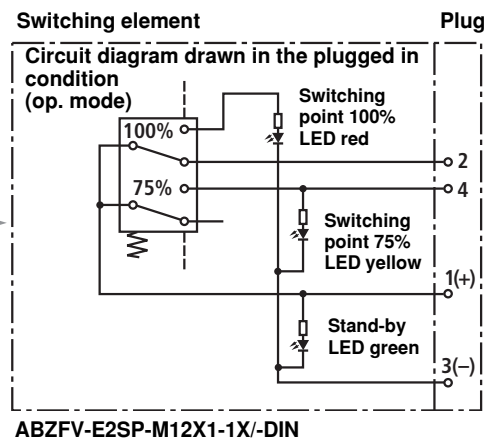 Switching element
Plug
Circuit diagram drawn in the plugged in
condition
(op. mode)
Switching
point 100%
LED red
100%
2
75%
4
Switching
point 75%
LED yellow
1(+)
Stand-by
LED green
3(–)
ABZFV-E2SP-M12X1-1X/-DIN